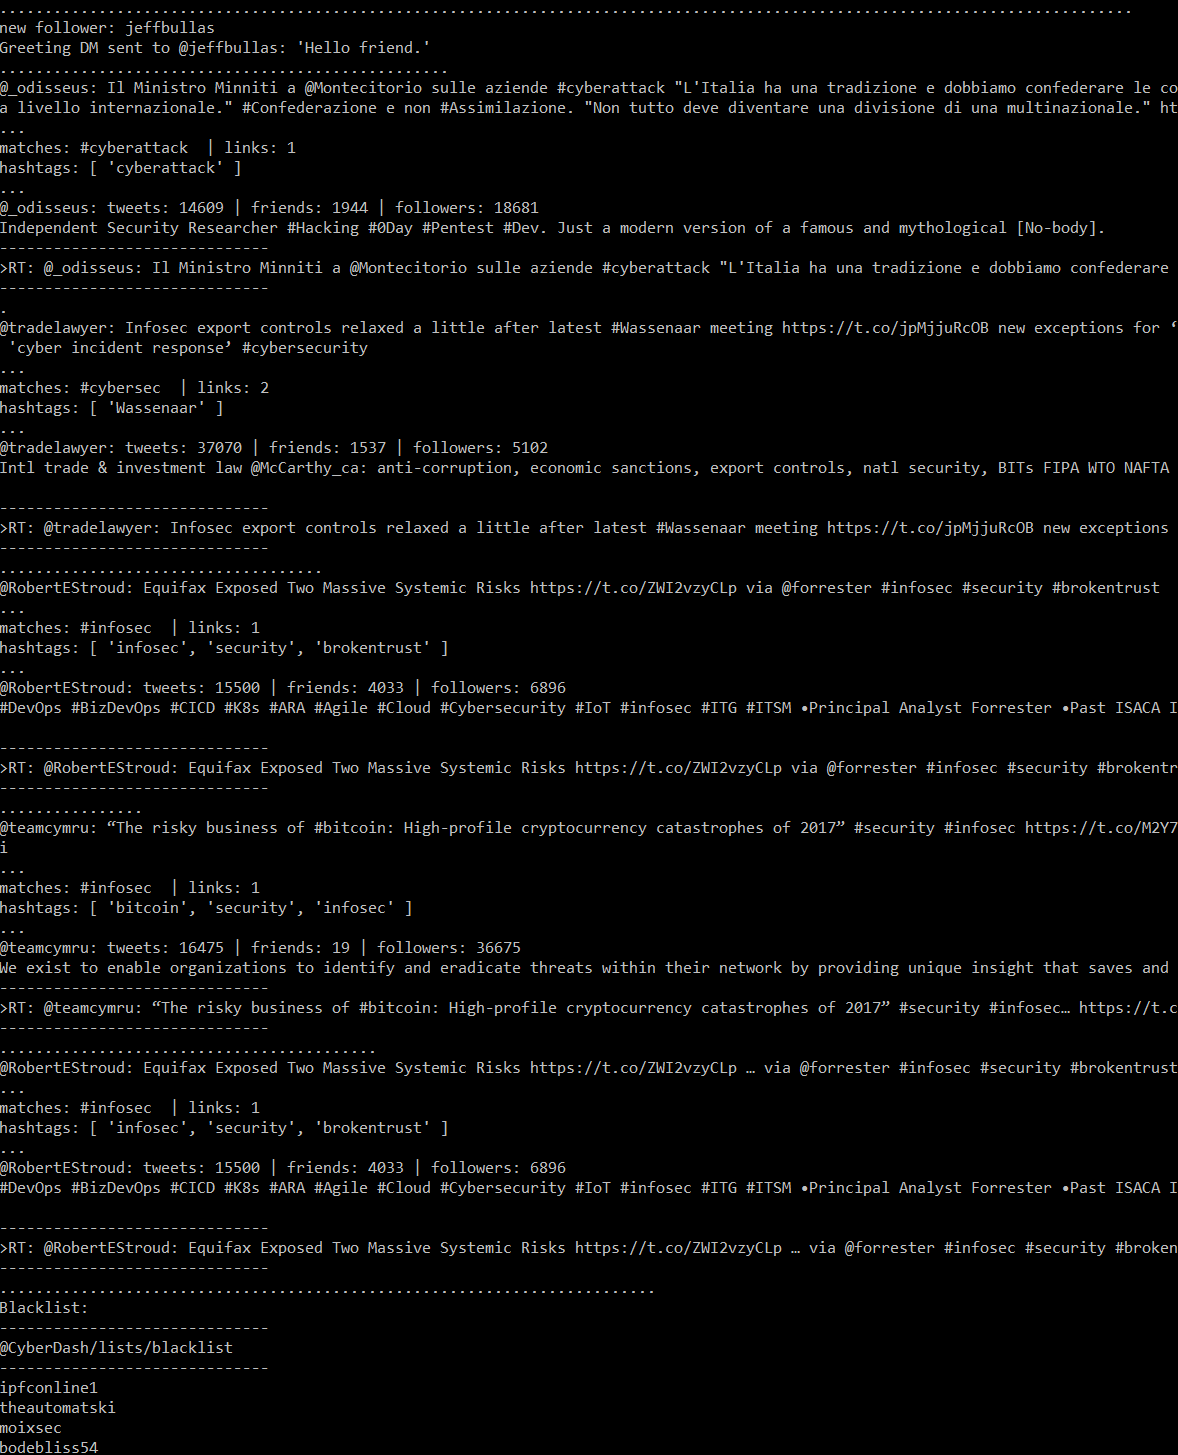 ................................................................................................................................
new follower: jeffbullas
Greeting DM sent to @jeffbullas: 'Hello friend.'
..................................................
@_odisseus: Il Ministro Minniti a @Montecitorio sulle aziende #cyberattack "L'Italia ha una tradizione e dobbiamo confederare le co
a livello internazionale." #Confederazione e non #Assimilazione. "Non tutto deve diventare una divisione di una multinazionale." ht
...
matches: #cyberattack  | links: 1
hashtags: [ 'cyberattack' ]
...
@_odisseus: tweets: 14609 | friends: 1944 | followers: 18681
Independent Security Researcher #Hacking #0Day #Pentest #Dev. Just a modern version of a famous and mythological [No-body].
------------------------------
>RT: @_odisseus: Il Ministro Minniti a @Montecitorio sulle aziende #cyberattack "L'Italia ha una tradizione e dobbiamo confederare
------------------------------
.
@tradelawyer: Infosec export controls relaxed a little after latest #Wassenaar meeting https://t.co/jpMjjuRcOB new exceptions for ‘
 'cyber incident response’ #cybersecurity
...
matches: #cybersec  | links: 2
hashtags: [ 'Wassenaar' ]
...
@tradelawyer: tweets: 37070 | friends: 1537 | followers: 5102
Intl trade & investment law @McCarthy_ca: anti-corruption, economic sanctions, export controls, natl security, BITs FIPA WTO NAFTA
------------------------------
>RT: @tradelawyer: Infosec export controls relaxed a little after latest #Wassenaar meeting https://t.co/jpMjjuRcOB new exceptions
------------------------------
....................................
@RobertEStroud: Equifax Exposed Two Massive Systemic Risks https://t.co/ZWI2vzyCLp via @forrester #infosec #security #brokentrust
...
matches: #infosec  | links: 1
hashtags: [ 'infosec', 'security', 'brokentrust' ]
...
@RobertEStroud: tweets: 15500 | friends: 4033 | followers: 6896
#DevOps #BizDevOps #CICD #K8s #ARA #Agile #Cloud #Cybersecurity #IoT #infosec #ITG #ITSM •Principal Analyst Forrester •Past ISACA I
------------------------------
>RT: @RobertEStroud: Equifax Exposed Two Massive Systemic Risks https://t.co/ZWI2vzyCLp via @forrester #infosec #security #brokentr
------------------------------
................
@teamcymru: “The risky business of #bitcoin: High-profile cryptocurrency catastrophes of 2017” #security #infosec https://t.co/M2Y7
i
...
matches: #infosec  | links: 1
hashtags: [ 'bitcoin', 'security', 'infosec' ]
...
@teamcymru: tweets: 16475 | friends: 19 | followers: 36675
We exist to enable organizations to identify and eradicate threats within their network by providing unique insight that saves and
------------------------------
>RT: @teamcymru: “The risky business of #bitcoin: High-profile cryptocurrency catastrophes of 2017” #security #infosec… https://t.c
------------------------------
..........................................
@RobertEStroud: Equifax Exposed Two Massive Systemic Risks https://t.co/ZWI2vzyCLp … via @forrester #infosec #security #brokentrust
...
matches: #infosec  | links: 1
hashtags: [ 'infosec', 'security', 'brokentrust' ]
...
@RobertEStroud: tweets: 15500 | friends: 4033 | followers: 6896
#DevOps #BizDevOps #CICD #K8s #ARA #Agile #Cloud #Cybersecurity #IoT #infosec #ITG #ITSM •Principal Analyst Forrester •Past ISACA I
------------------------------
>RT: @RobertEStroud: Equifax Exposed Two Massive Systemic Risks https://t.co/ZWI2vzyCLp … via @forrester #infosec #security #broken
------------------------------
.........................................................................
Blacklist:
------------------------------
@CyberDash/lists/blacklist
------------------------------
ipfconline1
theautomatski
moixsec
bodebliss54